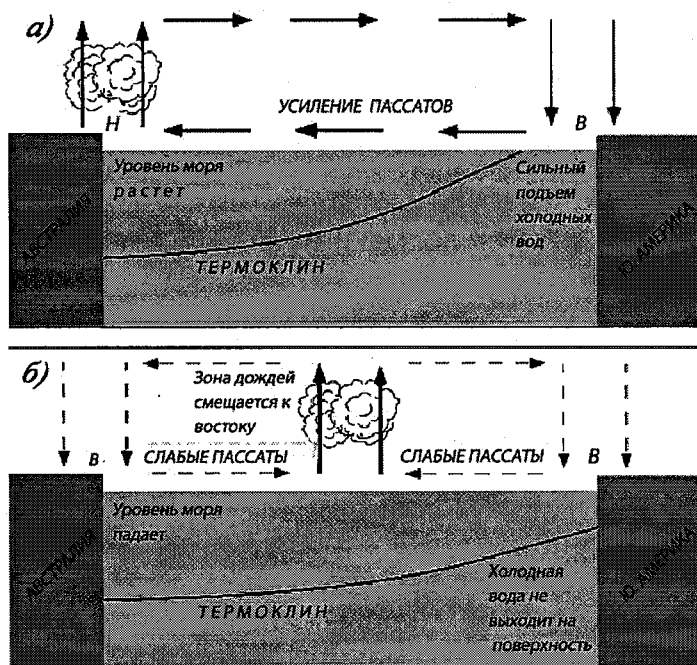 а)
Н
УСИЛЕНИЕ ПАССАТОВ
В
Уровень моря
растет
Сильный
подъем
холодных
вод
АВСТРАЛИЯ
ТЕРМОКЛИН
Ю. АМЕРИКА
б)
Зона дождей
смещается к
востоку
В
СЛАБЫЕ ПАССАТЫ
СЛАБЫЕ ПАССАТЫ
В
Уровень моря
падает
АВСТРАЛИЯ
ТЕРМОКЛИН
Холодная
вода не
выходит на
поверхность
Ю. АМЕРИКА